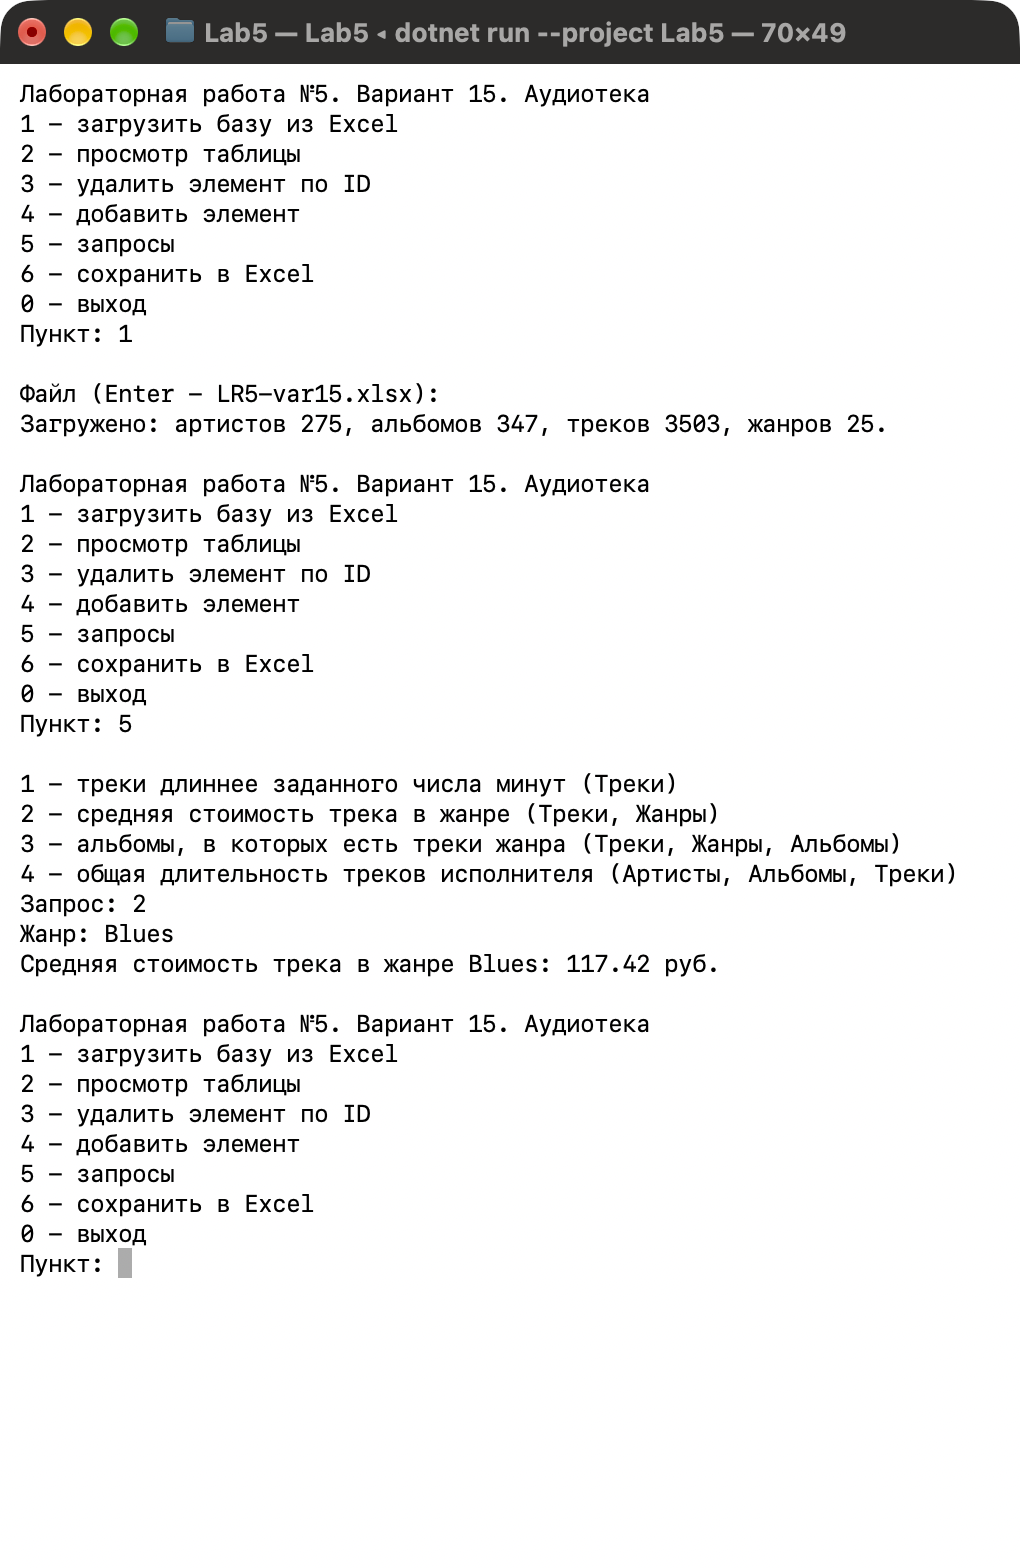 Lab5 — Lab5 ◂ dotnet run --project Lab5 — 70×49
Лабораторная работа №5. Вариант 15. Аудиотека
1 — загрузить базу из Excel
2 — просмотр таблицы
3 — удалить элемент по ID
4 — добавить элемент
5 — запросы
6 — сохранить в Excel
0 — выход
Пункт: 1
Файл (Enter — LR5-var15.xlsx):
Загружено: артистов 275, альбомов 347, треков 3503, жанров 25.
Лабораторная работа №5. Вариант 15. Аудиотека
1 — загрузить базу из Excel
2 — просмотр таблицы
3 — удалить элемент по ID
4 — добавить элемент
5 — запросы
6 — сохранить в Excel
0 — выход
Пункт: 5
1 — треки длиннее заданного числа минут (Треки)
2 — средняя стоимость трека в жанре (Треки, Жанры)
3 — альбомы, в которых есть треки жанра (Треки, Жанры, Альбомы)
4 — общая длительность треков исполнителя (Артисты, Альбомы, Треки)
Запрос: 2
Жанр: Blues
Средняя стоимость трека в жанре Blues: 117.42 руб.
Лабораторная работа №5. Вариант 15. Аудиотека
1 — загрузить базу из Excel
2 — просмотр таблицы
3 — удалить элемент по ID
4 — добавить элемент
5 — запросы
6 — сохранить в Excel
0 — выход
Пункт: